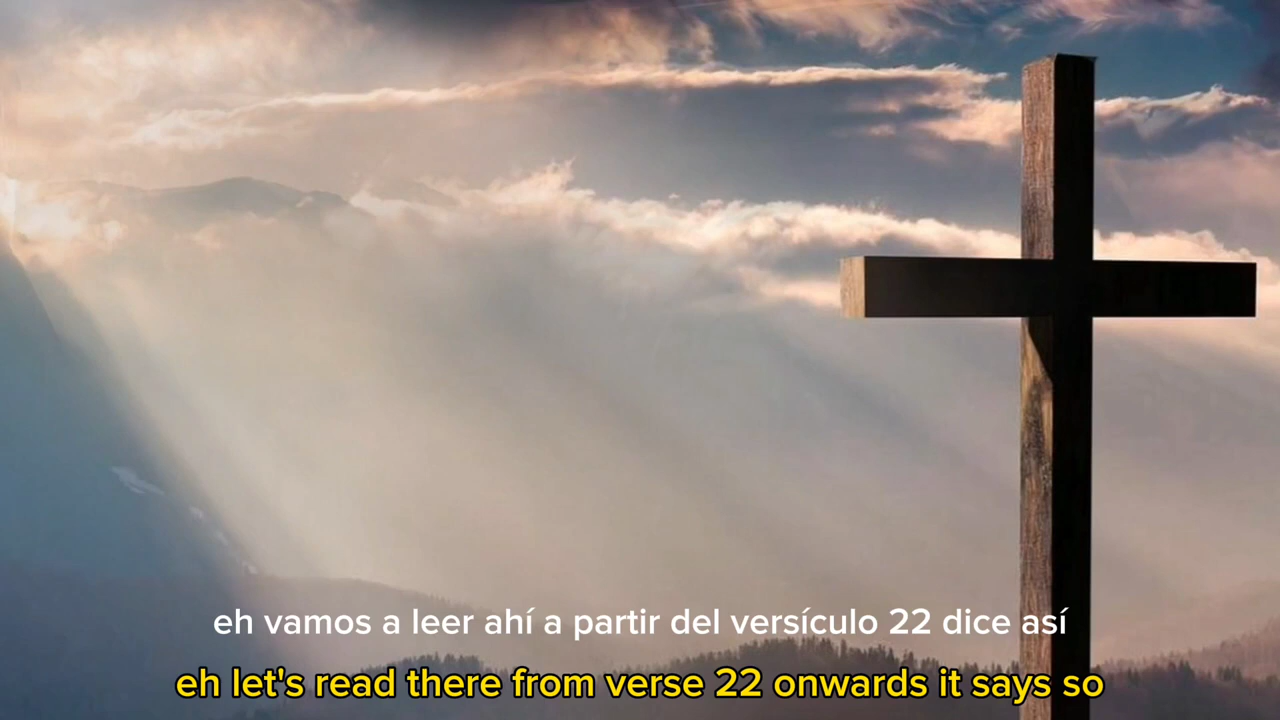 eh vamos a leer ahí a partir del versículo 22 dice así
eh let's read there from verse 22 onwards it says so